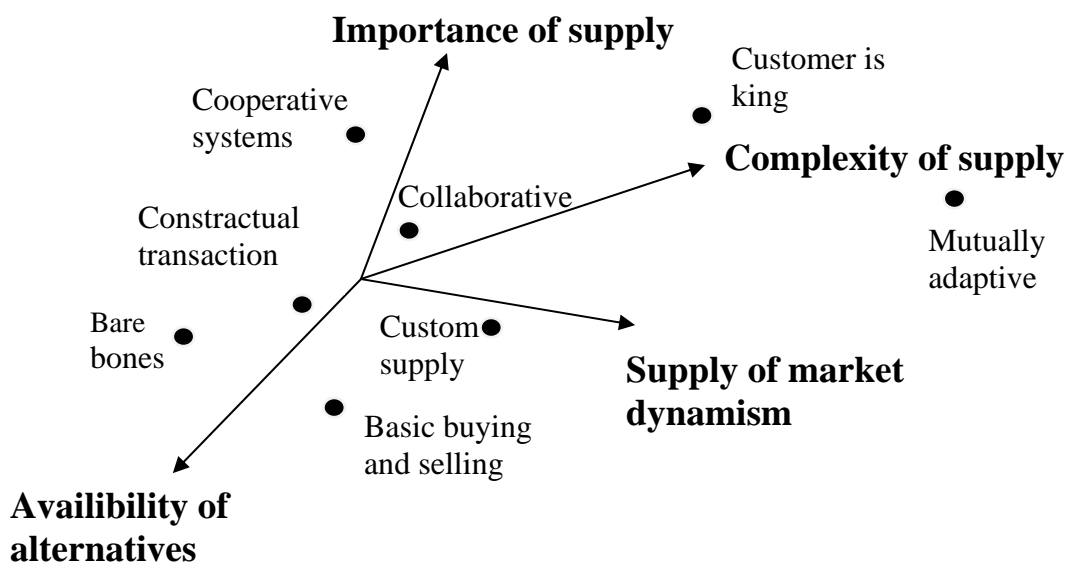 Importance of supply
Customer is
king
Cooperative
systems
Complexity of supply
Collaborative
Constractual
transaction
Mutually
adaptive
Bare
bones
Custom
supply
Supply of market
dynamism
Basic buying
and selling
Availibility of
alternatives